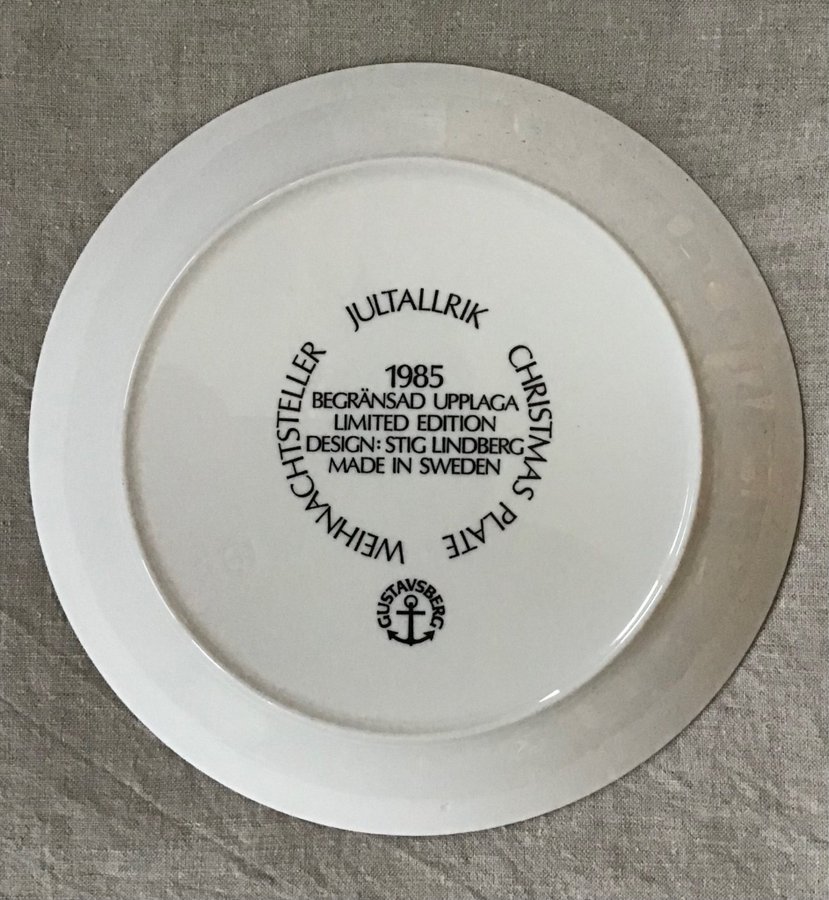 JULTALLRIK
CHRISTMAS PLATE
WEIHNACHTSTELLER
1985
BEGRÄNSAD UPPLAGA
LIMITED EDITION
DESIGN: STIG LINDBERG
MADE IN SWEDEN
GUSTAVSBERG